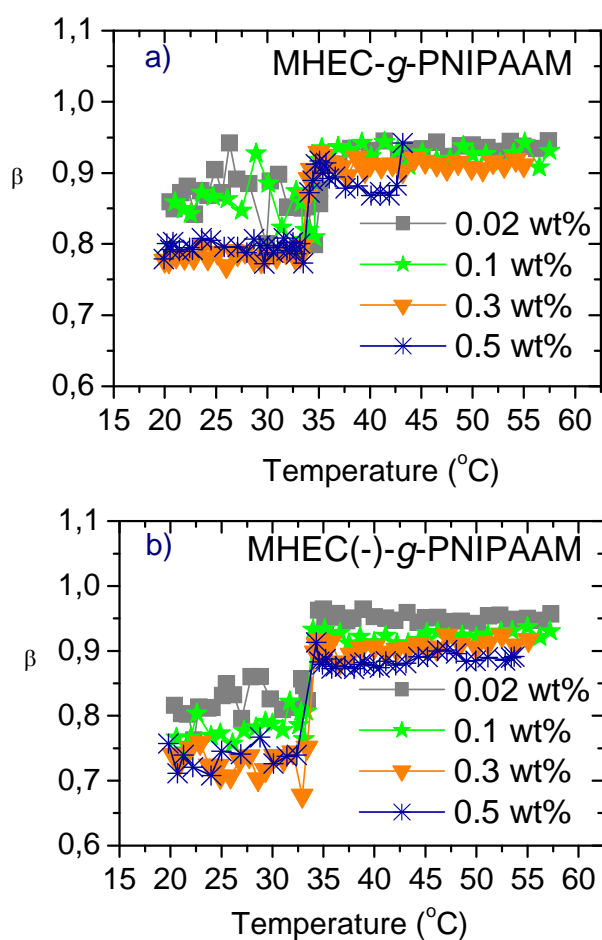 a) MHEC-g-PNIPAAM
1,1
1,0
0,9
β
0,8
0,7
0,6
0.02 wt%
0.1 wt%
0.3 wt%
0.5 wt%
15 20 25 30 35 40 45 50 55 60
Temperature (°C)
b) MHEC(-)-g-PNIPAAM
1,1
1,0
0,9
β
0,8
0,7
0,6
0.02 wt%
0.1 wt%
0.3 wt%
0.5 wt%
15 20 25 30 35 40 45 50 55 60
Temperature (°C)